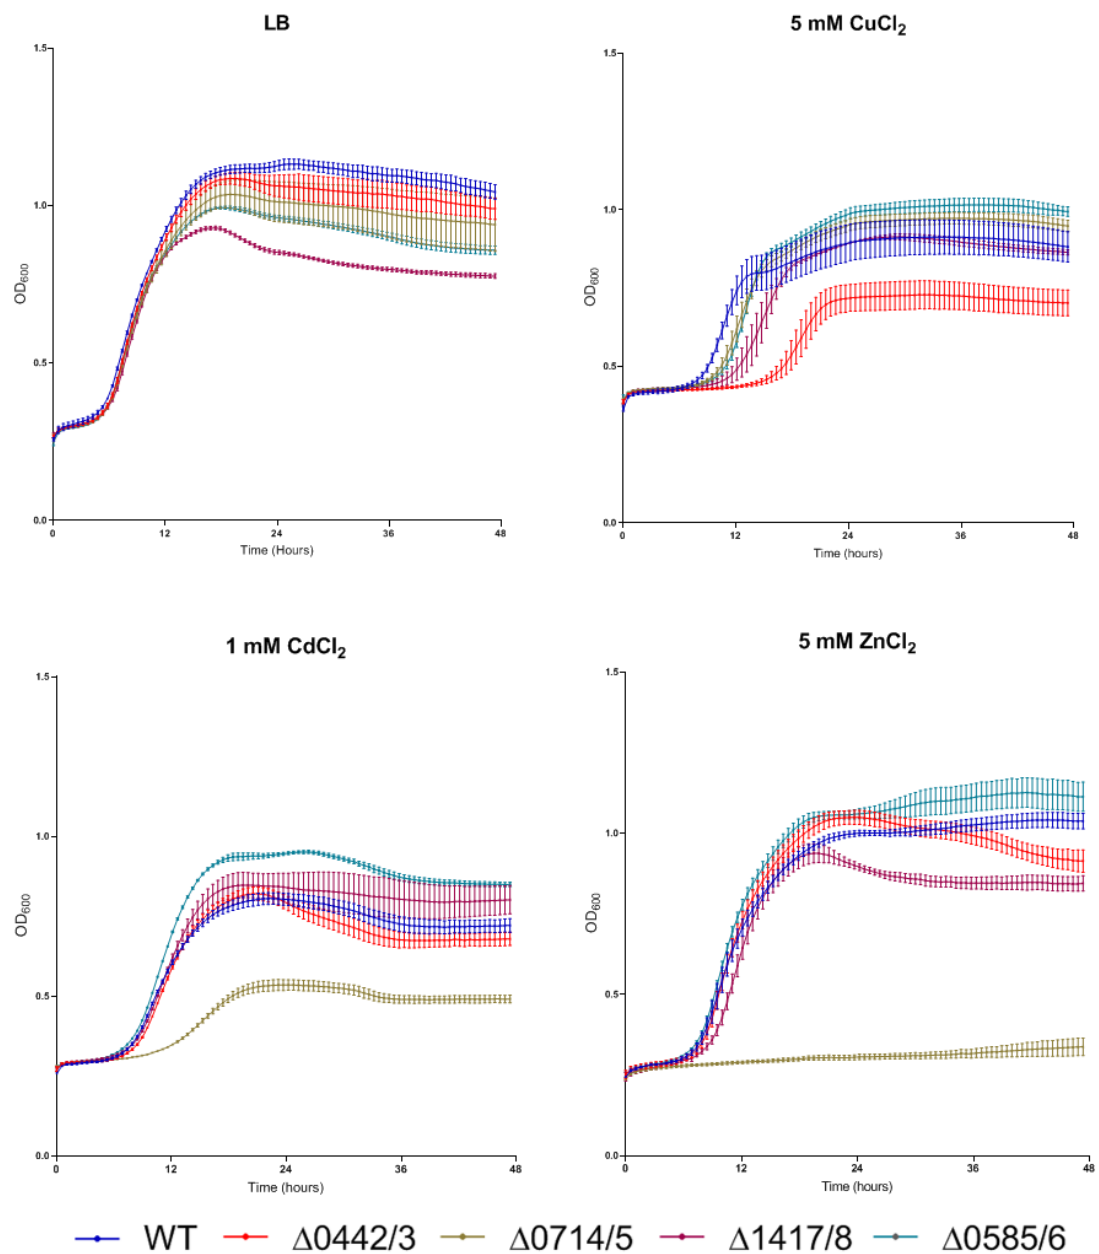 LB
1.5
1.0
0.5
0.0
OD600
0 12 24 36 48
Time (Hours)
5 mM CuCl2
1.5
1.0
0.5
0.0
OD600
0 12 24 36 48
Time (hours)
1 mM CdCl2
1.5
1.0
0.5
0.0
OD600
0 12 24 36 48
Time (hours)
5 mM ZnCl2
1.5
1.0
0.5
0.0
OD600
0 12 24 36 48
Time (hours)
WT Δ0442/3 Δ0714/5 Δ1417/8 Δ0585/6